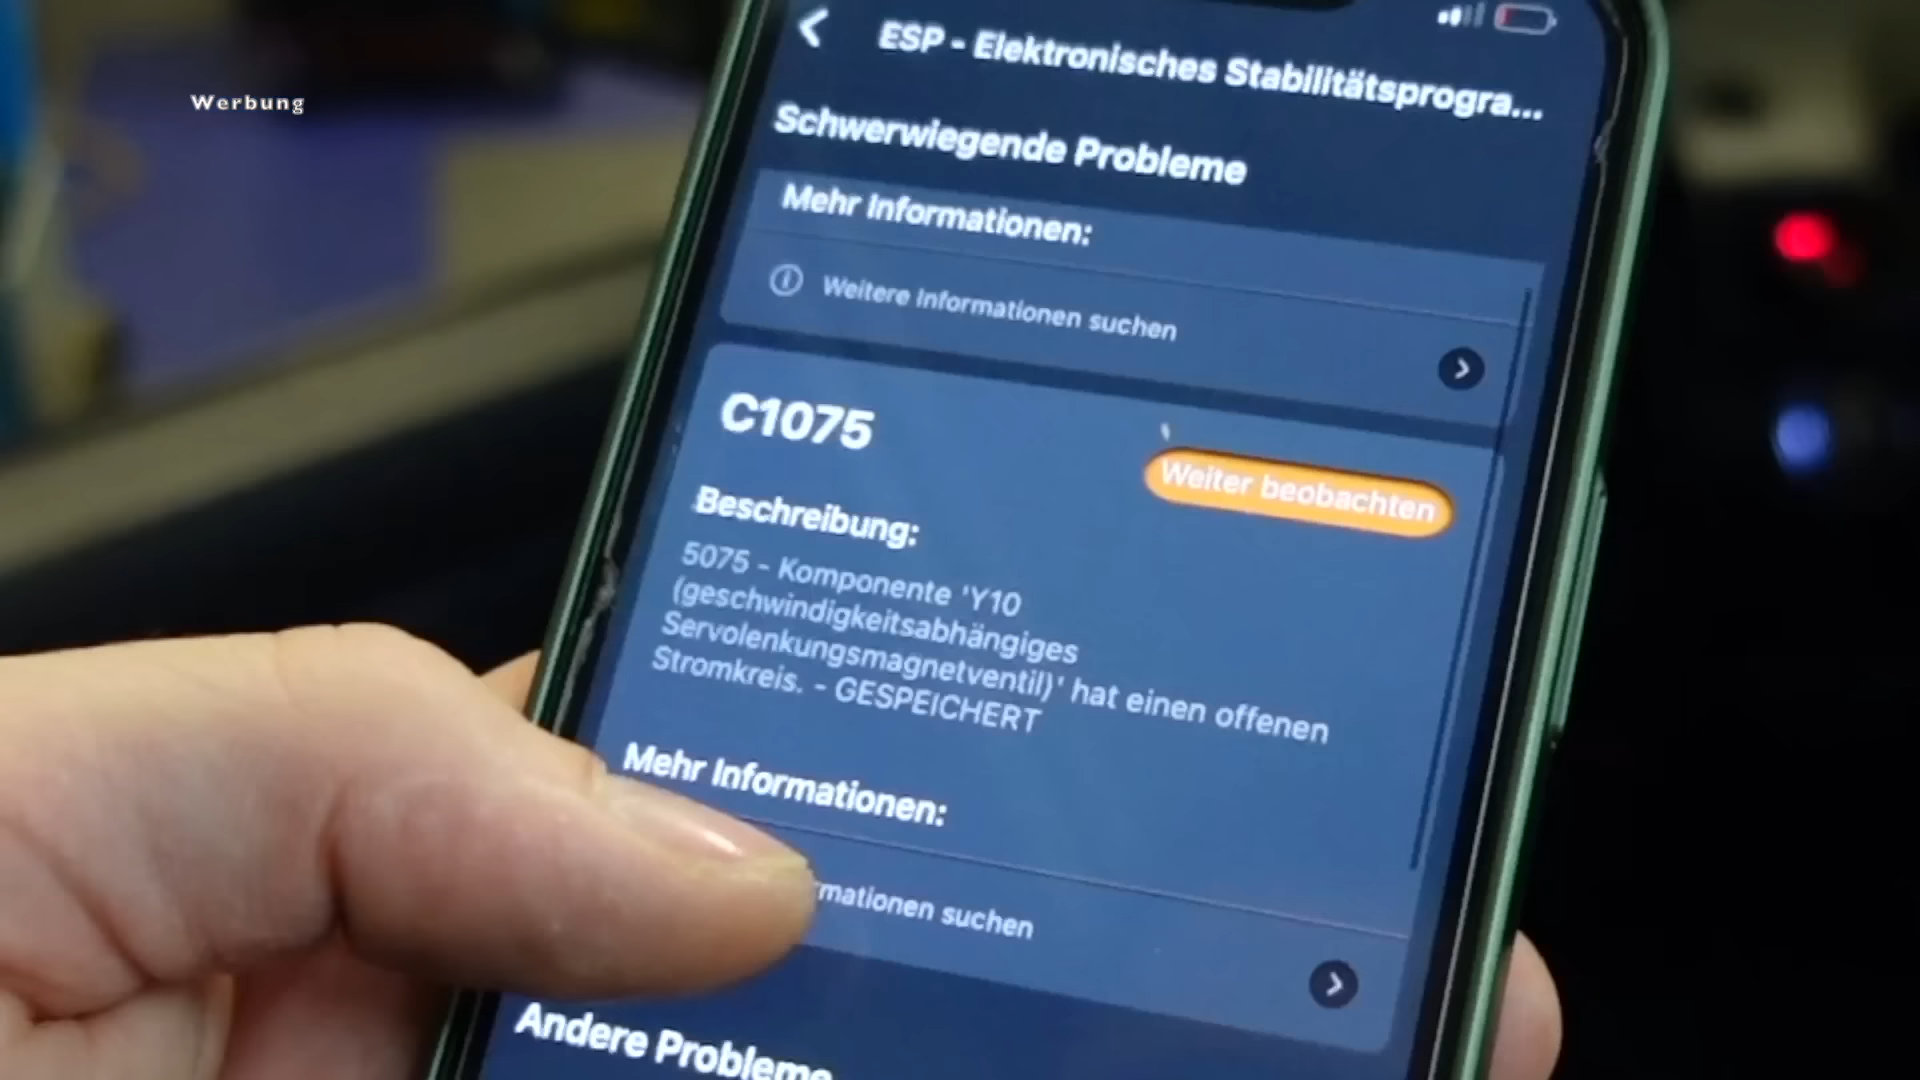 Werbung
ESP - Elektronisches Stabilitätsprogra...
Schwerwiegende Probleme
Mehr Informationen:
Weitere Informationen suchen
C1075
Weiter beobachten
Beschreibung:
5075 - Komponente 'Y10
(geschwindigkeitsabhängiges
Servolenkungsmagnetventil)' hat einen offenen
Stromkreis. - GESPEICHERT
Mehr Informationen:
rmationen suchen
Andere Probleme